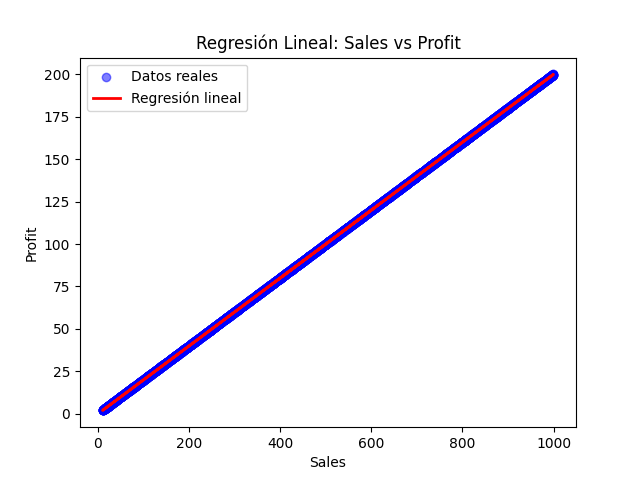 Regresión Lineal: Sales vs Profit
Datos reales
Regresión lineal
200
175
150
125
100
75
50
25
0
Profit
0 200 400 600 800 1000
Sales